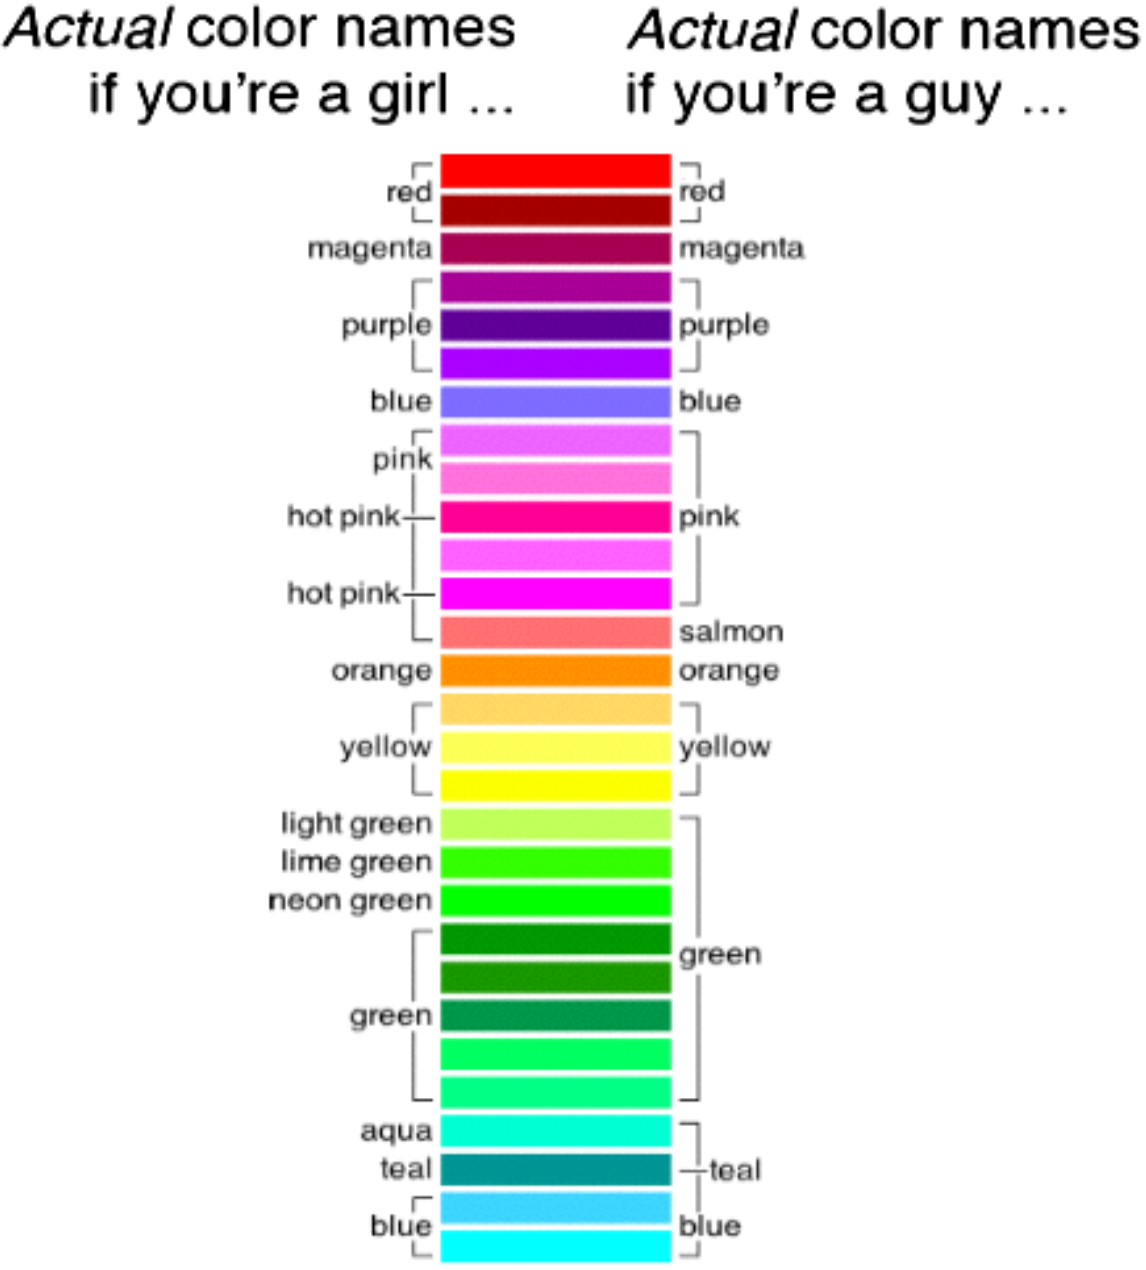 Actual color names
if you're a girl ...
Actual color names
if you're a guy ...
red
red
magenta
magenta
purple
purple
blue
blue
pink
hot pink
pink
hot pink
salmon
orange
orange
yellow
yellow
light green
lime green
neon green
green
green
aqua
teal
teal
blue
blue